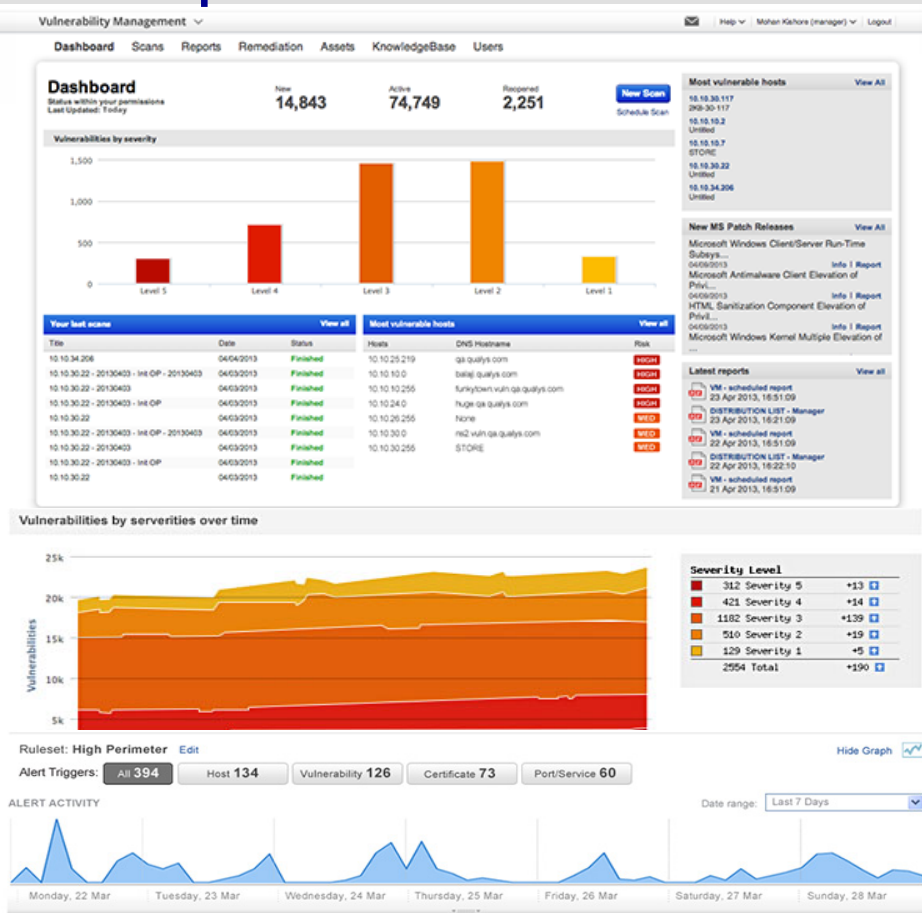 Vulnerability Management
Help Mohan Kishore (manager) Logout
Dashboard Scans Reports Remediation Assets KnowledgeBase Users
Dashboard
Status within your permissions
Last Updated: Today
New
14,843
Active
74,749
Reopened
2,251
New Scan
Schedule Scan
Vulnerabilities by severity
1,500
1,000
500
0
Level 5 Level 4 Level 3 Level 2 Level 1
Your last scans View all
Title Date Status
10.10.34.206 04/04/2013 Finished
10.10.30.22 - 20130403 - Init OP - 20130403 04/03/2013 Finished
10.10.30.22 - 20130403 04/03/2013 Finished
10.10.30.22 - 20130403 - Init OP 04/03/2013 Finished
10.10.30.22 04/03/2013 Finished
10.10.30.22 - 20130403 - Init OP - 20130403 04/03/2013 Finished
10.10.30.22 - 20130403 04/03/2013 Finished
10.10.30.22 - 20130403 - Init OP 04/03/2013 Finished
10.10.30.22 04/03/2013 Finished
Most vulnerable hosts View all
Hosts DNS Hostname Risk
10.10.25.219 qa.qualys.com HIGH
10.10.10.0 balaji.qualys.com HIGH
10.10.10.255 funkytown.vuln.qa.qualys.com HIGH
10.10.24.0 huge.qa.qualys.com HIGH
10.10.26.255 None MED
10.10.30.0 ns2.vuln.qa.qualys.com MED
10.10.30.255 STORE MED
Most vulnerable hosts View All
10.10.30.117
2K8-30-117
10.10.10.2
Untitled
10.10.10.7
STORE
10.10.30.22
Untitled
10.10.34.206
Untitled
New MS Patch Releases View All
Microsoft Windows Client/Server Run-Time
Subsys...
04/09/2013 Info | Report
Microsoft Antimalware Client Elevation of
Privi...
04/09/2013 Info | Report
HTML Sanitization Component Elevation of
Privil...
04/09/2013 Info | Report
Microsoft Windows Kernel Multiple Elevation of
...
Latest reports View all
VM - scheduled report
23 Apr 2013, 16:51:09
DISTRIBUTION LIST - Manager
23 Apr 2013, 16:21:09
VM - scheduled report
22 Apr 2013, 16:51:09
DISTRIBUTION LIST - Manager
22 Apr 2013, 16:22:10
VM - scheduled report
21 Apr 2013, 16:51:09
Vulnerabilities by serverities over time
Vulnerabilities
25k
20k
15k
10k
5k
Severity Level
312 Severity 5 +13
421 Severity 4 +14
1182 Severity 3 +139
510 Severity 2 +19
129 Severity 1 +5
2554 Total +190
Ruleset: High Perimeter Edit
Hide Graph
Alert Triggers: All 394 Host 134 Vulnerability 126 Certificate 73 Port/Service 60
ALERT ACTIVITY
Date range: Last 7 Days
Monday, 22 Mar Tuesday, 23 Mar Wednesday, 24 Mar Thursday, 25 Mar Friday, 26 Mar Saturday, 27 Mar Sunday, 28 Mar